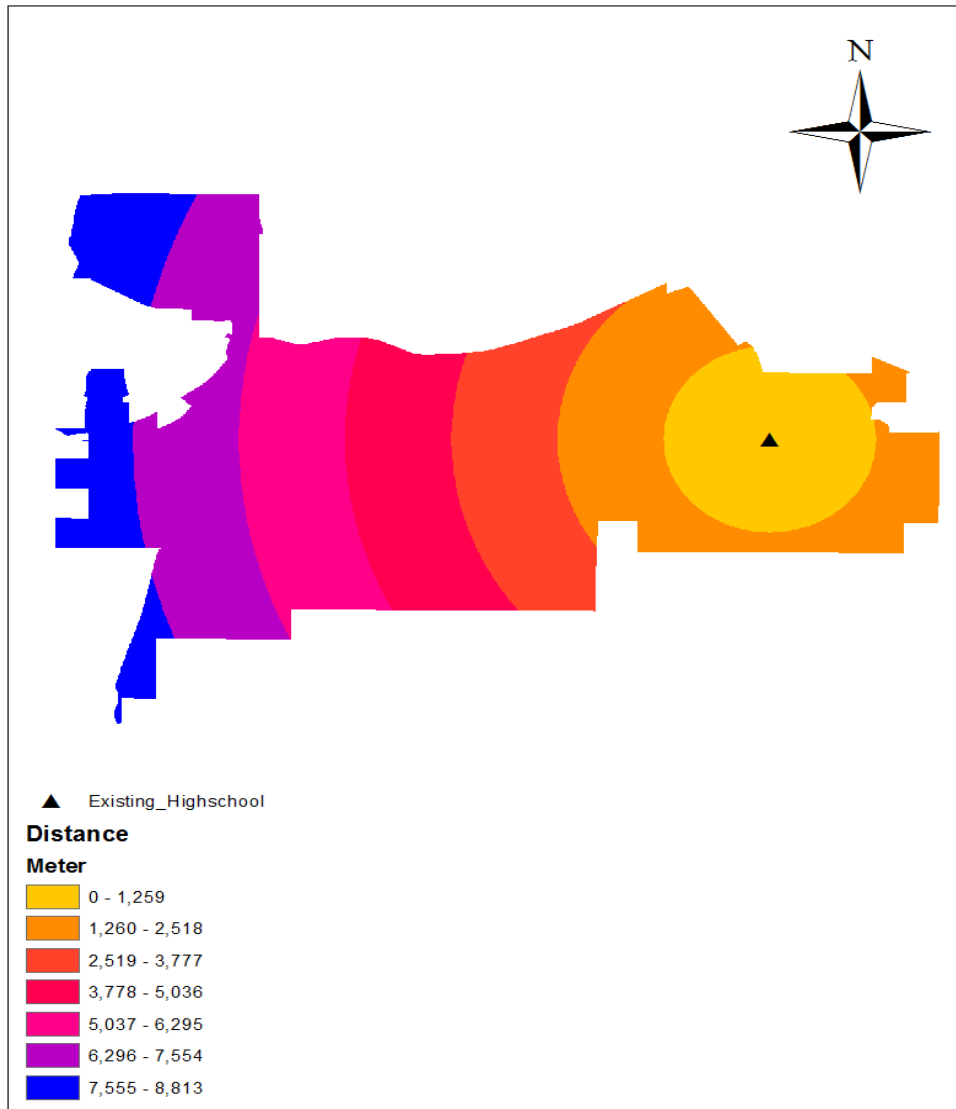 N
Existing_Highschool
Distance
Meter
0 - 1,259
1,260 - 2,518
2,519 - 3,777
3,778 - 5,036
5,037 - 6,295
6,296 - 7,554
7,555 - 8,813